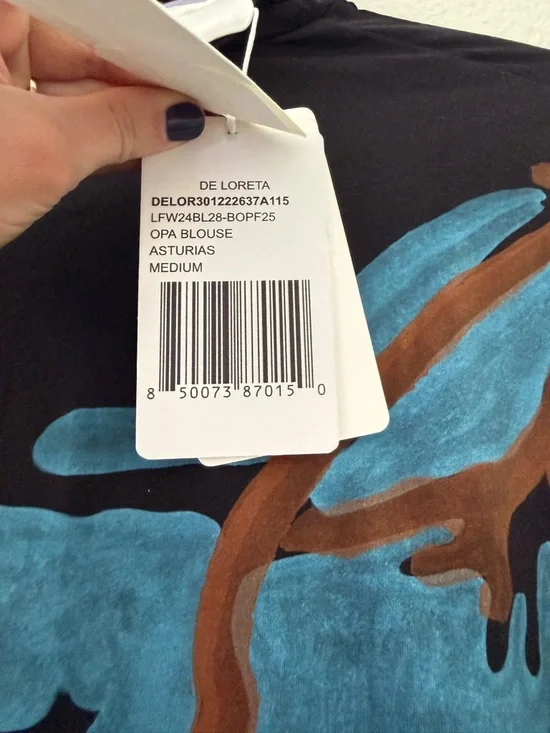 DE LORETA
DELOR301222637A115
LFW24BL28-BOPF25
OPA BLOUSE
ASTURIAS
MEDIUM
8 50073 87015 0